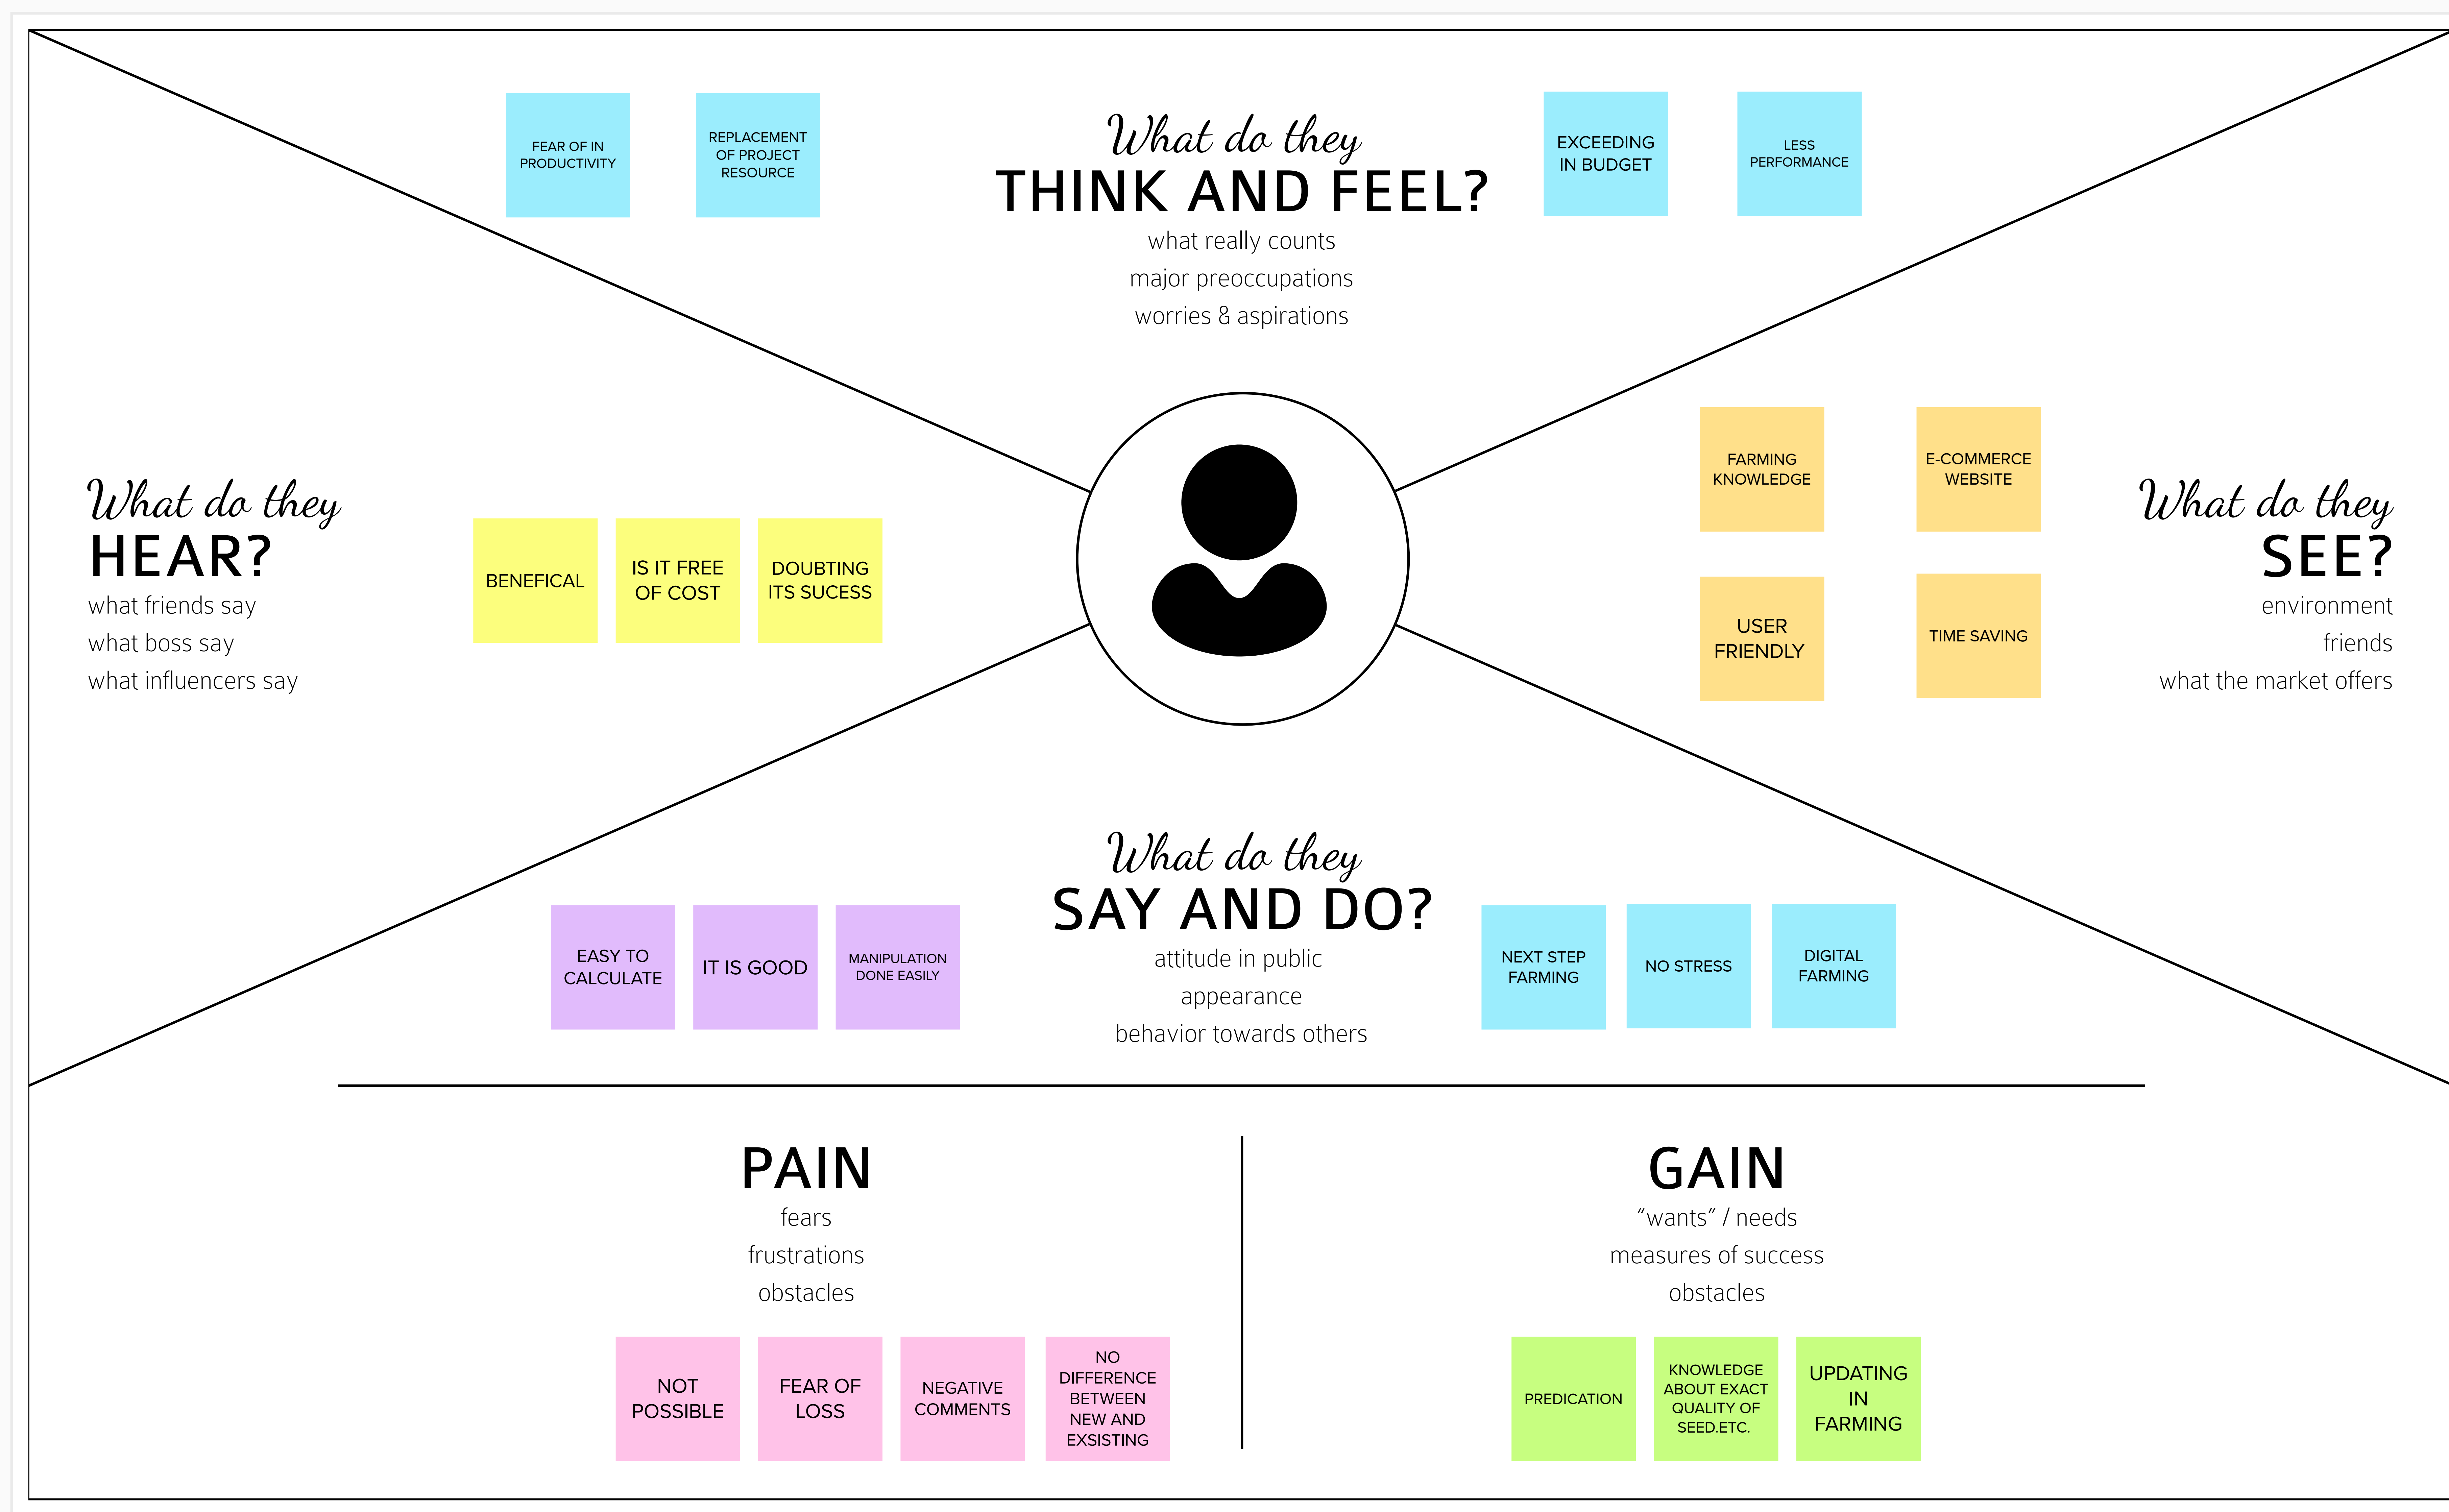 FEAR OF IN
PRODUCTIVITY
REPLACEMENT
OF PROJECT
RESOURCE
What do they
THINK AND FEEL?
what really counts
major preoccupations
worries & aspirations
EXCEEDING
IN BUDGET
LESS
PERFORMANCE
What do they
HEAR?
what friends say
what boss say
what influencers say
BENEFICAL
IS IT FREE
OF COST
DOUBTING
ITS SUCESS
FARMING
KNOWLEDGE
E-COMMERCE
WEBSITE
USER
FRIENDLY
TIME SAVING
What do they
SEE?
environment
friends
what the market offers
What do they
SAY AND DO?
attitude in public
appearance
behavior towards others
EASY TO
CALCULATE
IT IS GOOD
MANIPULATION
DONE EASILY
NEXT STEP
FARMING
NO STRESS
DIGITAL
FARMING
PAIN
fears
frustrations
obstacles
NOT
POSSIBLE
FEAR OF
LOSS
NEGATIVE
COMMENTS
NO
DIFFERENCE
BETWEEN
NEW AND
EXSISTING
GAIN
“wants” / needs
measures of success
obstacles
PREDICATION
KNOWLEDGE
ABOUT EXACT
QUALITY OF
SEED.ETC.
UPDATING
IN
FARMING